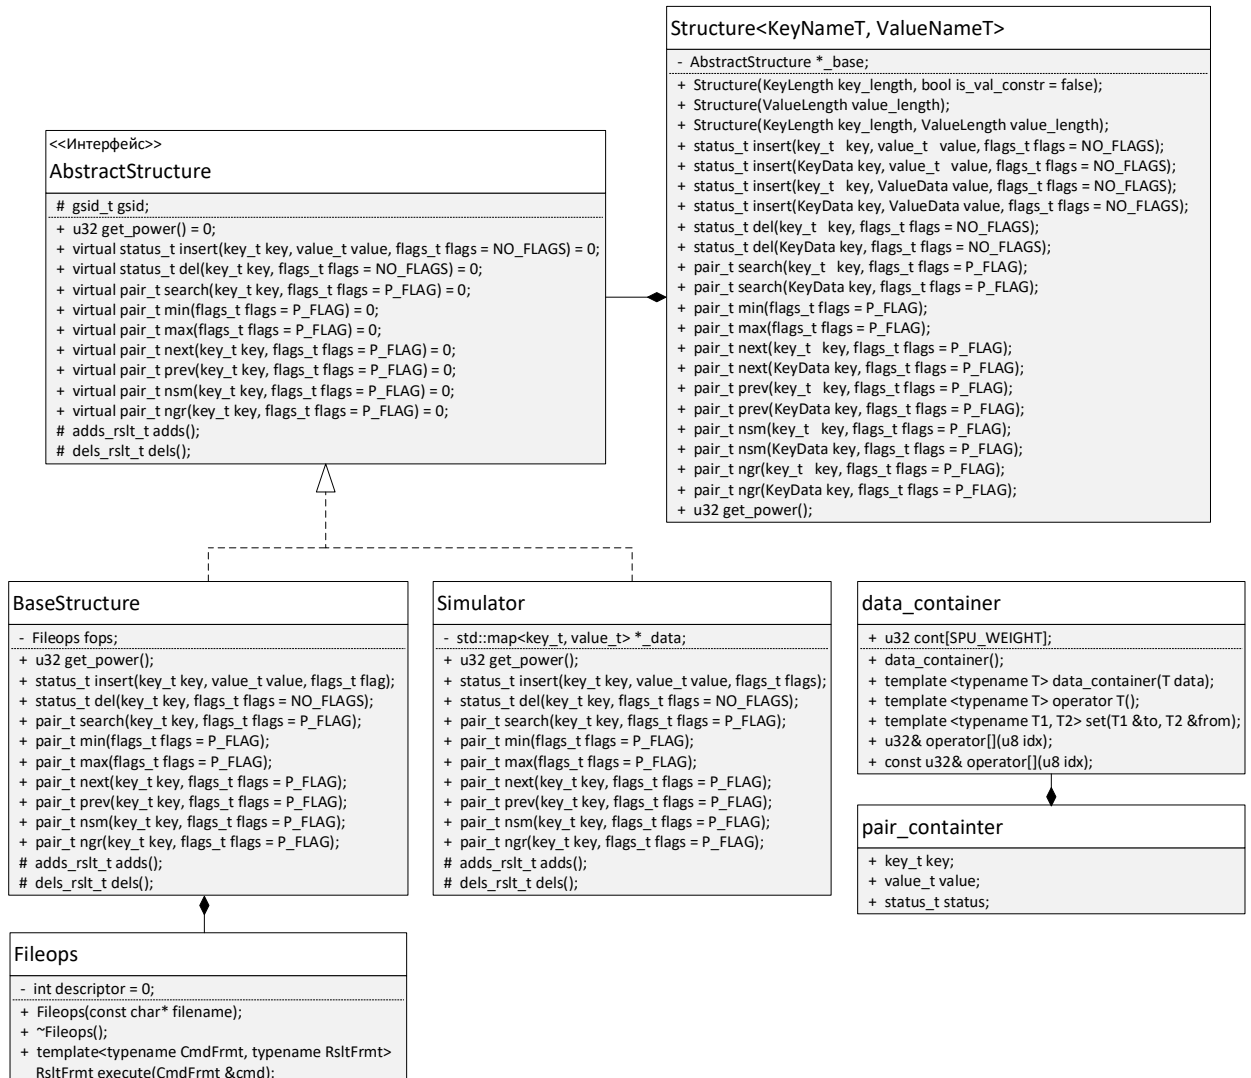 Structure<KeyNameT, ValueNameT>
- AbstractStructure *_base;
+ Structure(KeyLength key_length, bool is_val_constr = false);
+ Structure(ValueLength value_length);
+ Structure(KeyLength key_length, ValueLength value_length);
+ status_t insert(key_t key, value_t value, flags_t flags = NO_FLAGS);
+ status_t insert(KeyData key, value_t value, flags_t flags = NO_FLAGS);
+ status_t insert(key_t key, ValueData value, flags_t flags = NO_FLAGS);
+ status_t insert(KeyData key, ValueData value, flags_t flags = NO_FLAGS);
+ status_t del(key_t key, flags_t flags = NO_FLAGS);
+ status_t del(KeyData key, flags_t flags = NO_FLAGS);
+ pair_t search(key_t key, flags_t flags = P_FLAG);
+ pair_t search(KeyData key, flags_t flags = P_FLAG);
+ pair_t min(flags_t flags = P_FLAG);
+ pair_t max(flags_t flags = P_FLAG);
+ pair_t next(key_t key, flags_t flags = P_FLAG);
+ pair_t next(KeyData key, flags_t flags = P_FLAG);
+ pair_t prev(key_t key, flags_t flags = P_FLAG);
+ pair_t prev(KeyData key, flags_t flags = P_FLAG);
+ pair_t nsm(key_t key, flags_t flags = P_FLAG);
+ pair_t nsm(KeyData key, flags_t flags = P_FLAG);
+ pair_t ngr(key_t key, flags_t flags = P_FLAG);
+ pair_t ngr(KeyData key, flags_t flags = P_FLAG);
+ u32 get_power();
<<Интерфейс>>
AbstractStructure
# gsid_t gsid;
+ u32 get_power() = 0;
+ virtual status_t insert(key_t key, value_t value, flags_t flags = NO_FLAGS) = 0;
+ virtual status_t del(key_t key, flags_t flags = NO_FLAGS) = 0;
+ virtual pair_t search(key_t key, flags_t flags = P_FLAG) = 0;
+ virtual pair_t min(flags_t flags = P_FLAG) = 0;
+ virtual pair_t max(flags_t flags = P_FLAG) = 0;
+ virtual pair_t next(key_t key, flags_t flags = P_FLAG) = 0;
+ virtual pair_t prev(key_t key, flags_t flags = P_FLAG) = 0;
+ virtual pair_t nsm(key_t key, flags_t flags = P_FLAG) = 0;
+ virtual pair_t ngr(key_t key, flags_t flags = P_FLAG) = 0;
# adds_rslt_t adds();
# dels_rslt_t dels();
BaseStructure
- Fileops fops;
+ u32 get_power();
+ status_t insert(key_t key, value_t value, flags_t flag);
+ status_t del(key_t key, flags_t flags = NO_FLAGS);
+ pair_t search(key_t key, flags_t flags = P_FLAG);
+ pair_t min(flags_t flags = P_FLAG);
+ pair_t max(flags_t flags = P_FLAG);
+ pair_t next(key_t key, flags_t flags = P_FLAG);
+ pair_t prev(key_t key, flags_t flags = P_FLAG);
+ pair_t nsm(key_t key, flags_t flags = P_FLAG);
+ pair_t ngr(key_t key, flags_t flags = P_FLAG);
# adds_rslt_t adds();
# dels_rslt_t dels();
Simulator
- std::map<key_t, value_t> *_data;
+ u32 get_power();
+ status_t insert(key_t key, value_t value, flags_t flags);
+ status_t del(key_t key, flags_t flags = NO_FLAGS);
+ pair_t search(key_t key, flags_t flags = P_FLAG);
+ pair_t min(flags_t flags = P_FLAG);
+ pair_t max(flags_t flags = P_FLAG);
+ pair_t next(key_t key, flags_t flags = P_FLAG);
+ pair_t prev(key_t key, flags_t flags = P_FLAG);
+ pair_t nsm(key_t key, flags_t flags = P_FLAG);
+ pair_t ngr(key_t key, flags_t flags = P_FLAG);
# adds_rslt_t adds();
# dels_rslt_t dels();
data_container
+ u32 cont[SPU_WEIGHT];
+ data_container();
+ template <typename T> data_container(T data);
+ template <typename T> operator T();
+ template <typename T1, T2> set(T1 &to, T2 &from);
+ u32& operator[](u8 idx);
+ const u32& operator[](u8 idx);
pair_containter
+ key_t key;
+ value_t value;
+ status_t status;
Fileops
- int descriptor = 0;
+ Fileops(const char* filename);
+ ~Fileops();
+ template<typename CmdFrmt, typename RsltFrmt>
RsltFrmt execute(CmdFrmt &cmd);